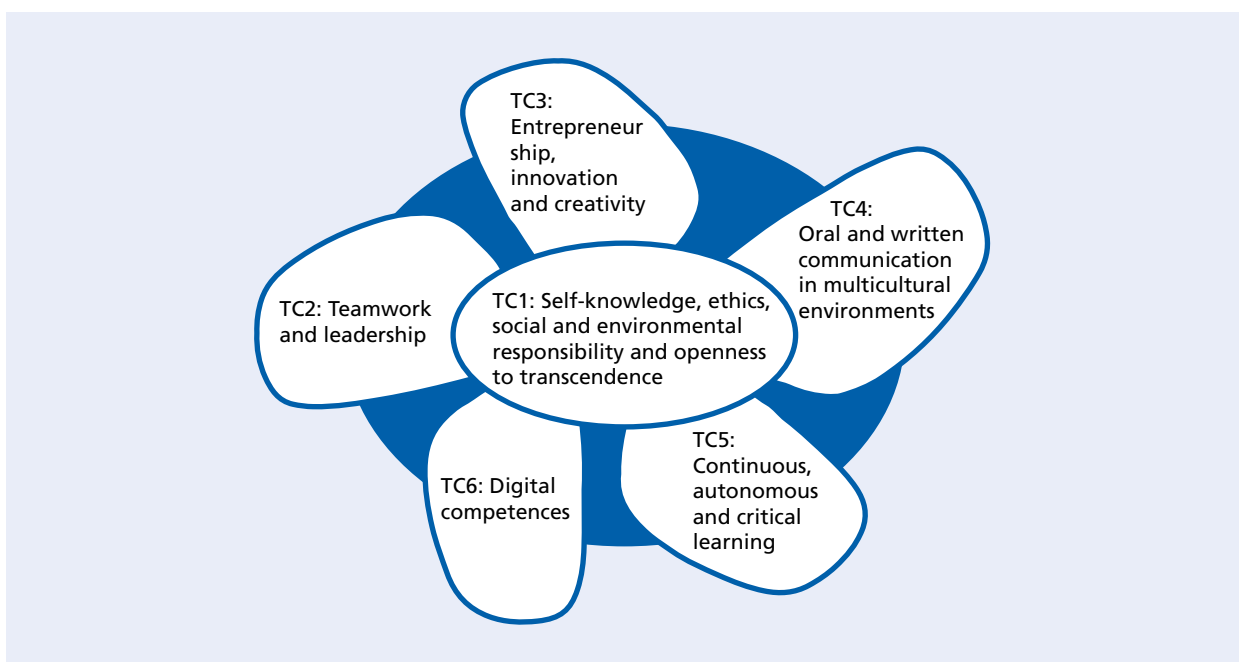 TC3:
Entrepreneur
ship,
innovation
and creativity
TC4:
Oral and written
communication
in multicultural
environments
TC2: Teamwork
and leadership
TC1: Self-knowledge, ethics,
social and environmental
responsibility and openness
to transcendence
TC5:
Continuous,
autonomous
and critical
learning
TC6: Digital
competences